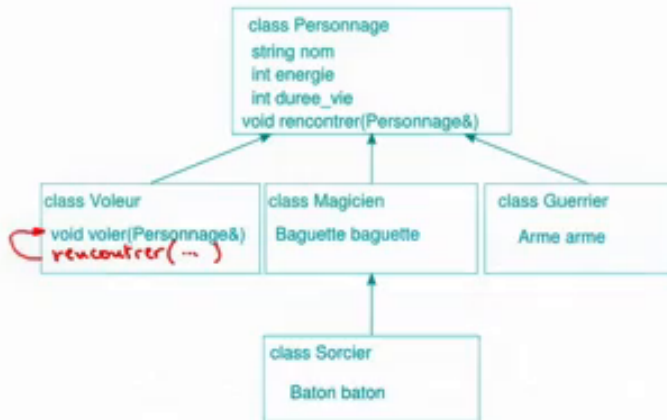 class Personnage
string nom
int energie
int duree_vie
void rencontrer(Personnage&)
class Voleur
void voler(Personnage&)
rencontrer(...)
class Magicien
Baguette baguette
class Guerrier
Arme arme
class Sorcier
Baton baton